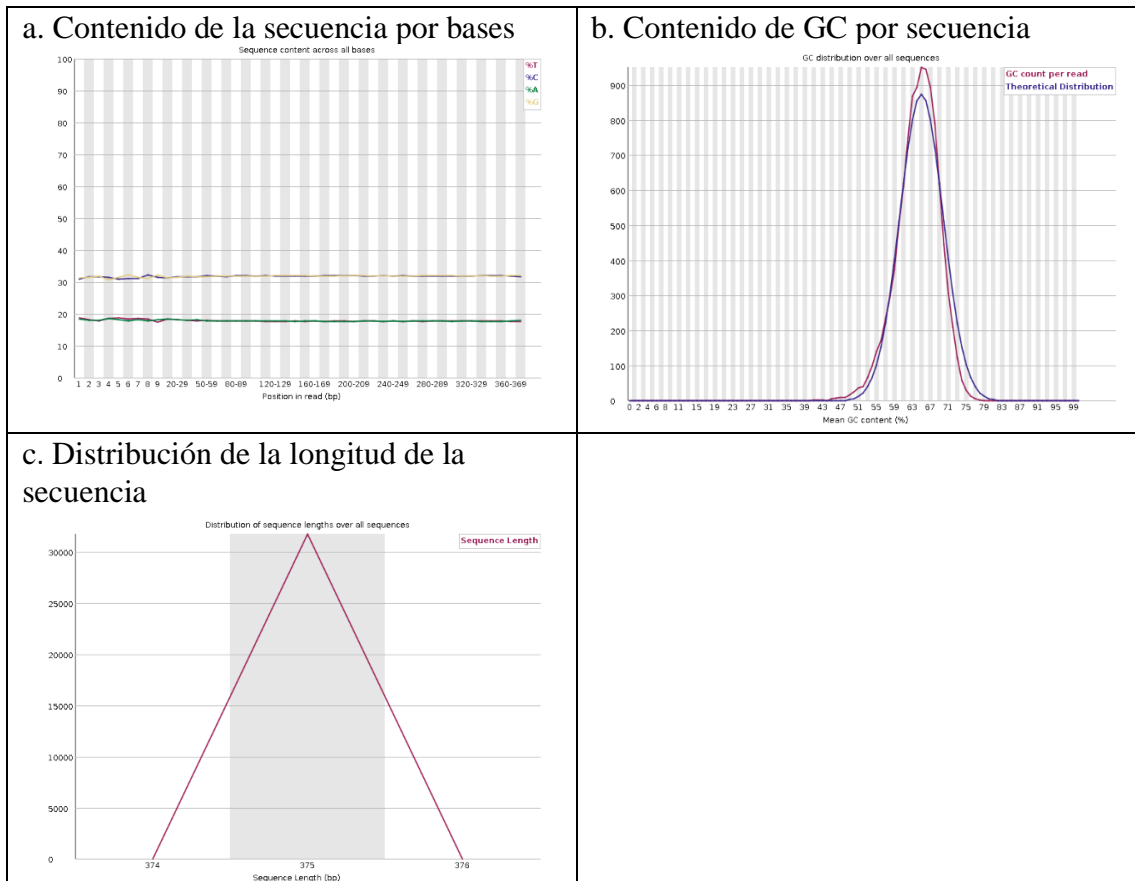 a. Contenido de la secuencia por bases
Sequence content across all bases
%T
%C
%A
%G
100
90
80
70
60
50
40
30
20
10
0
1 2 3 4 5 6 7 8 9 20-29 50-59 80-89 120-129 160-169 200-209 240-249 280-289 320-329 360-369
Position in read (bp)
b. Contenido de GC por secuencia
GC distribution over all sequences
GC count per read
Theoretical Distribution
900
800
700
600
500
400
300
200
100
0
0 2 4 6 8 11 15 19 23 27 31 35 39 43 47 51 55 59 63 67 71 75 79 83 87 91 95 99
Mean GC content (%)
c. Distribución de la longitud de la
secuencia
Distribution of sequence lengths over all sequences
Sequence Length
30000
25000
20000
15000
10000
5000
0
374 375 376
Sequence Length (bp)